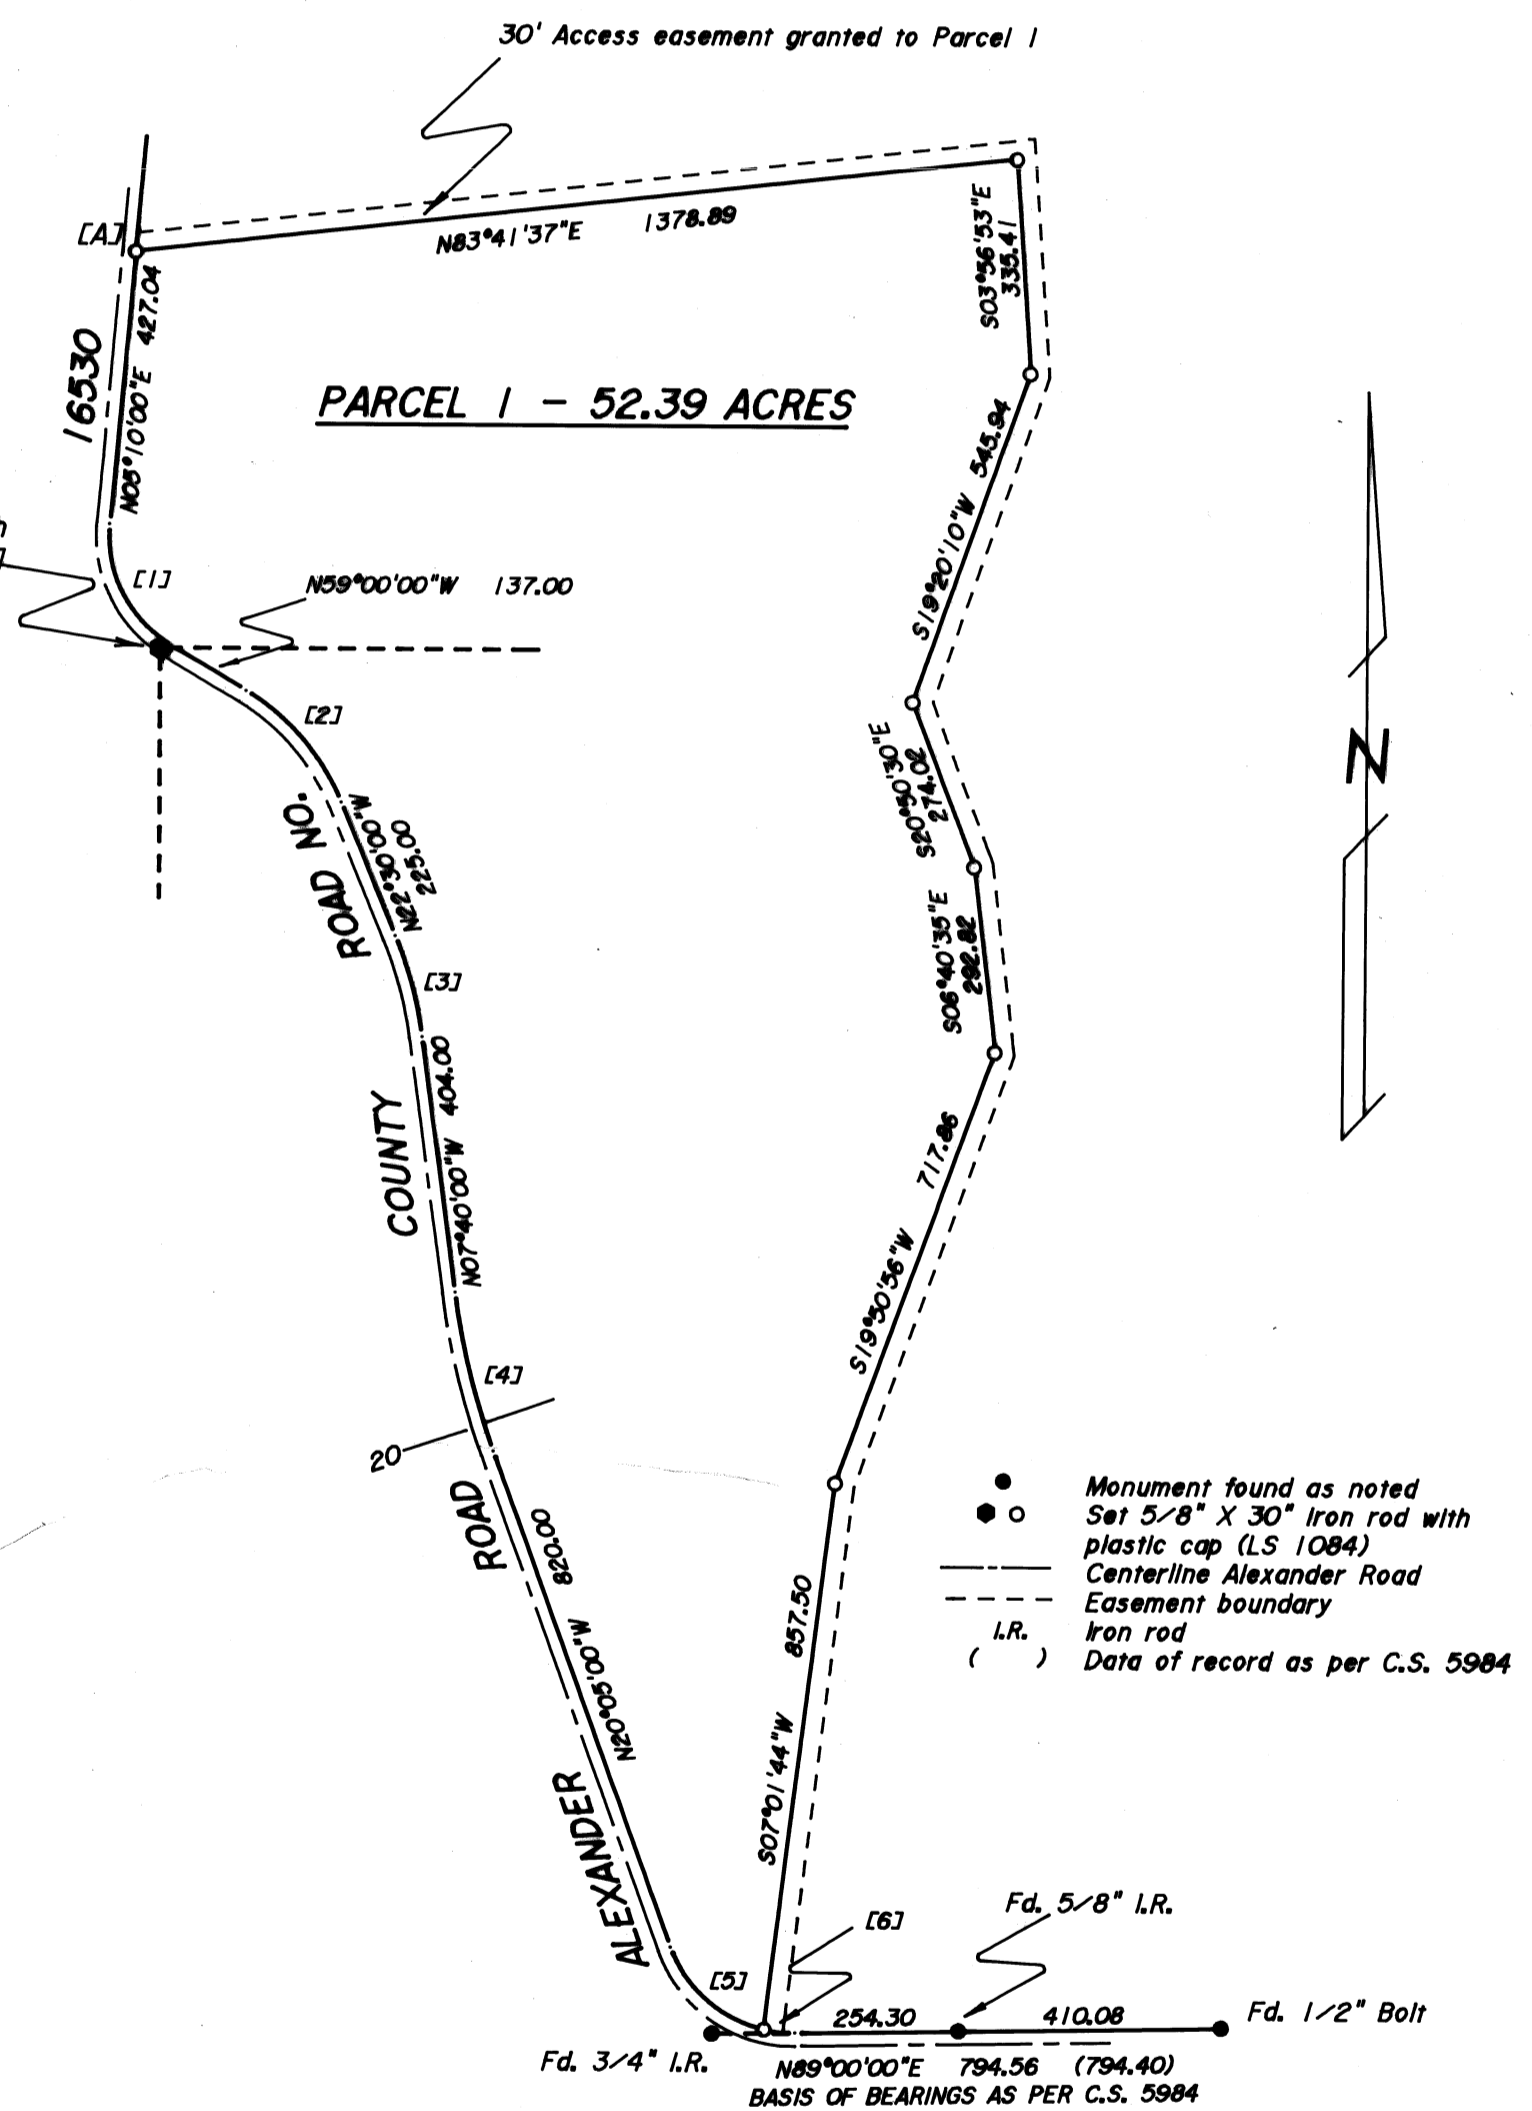 30' Access easement granted to Parcel 1
[A]
N83°41'37"E 1378.89
S03°56'53"E
335.41
16530
N05°10'00"E 427.04
PARCEL 1 - 52.39 ACRES
545.94
S19°20'10"W
[1]
N59°00'00"W 137.00
[2]
S20°50'30"E
274.02
ROAD NO.
N22°30'00"W
225.00
[3]
S06°40'35"E
292.82
N
COUNTY
N07°40'00"W 404.00
717.86
S19°50'56"W
[4]
20
ROAD
820.00
N20°05'00"W
857.50
S07°01'44"W
Monument found as noted
Set 5/8" X 30" iron rod with
plastic cap (LS 1084)
Centerline Alexander Road
Easement boundary
I.R. Iron rod
( ) Data of record as per C.S. 5984
ALEXANDER
[5]
[6]
Fd. 5/8" I.R.
254.30 410.08
Fd. 1/2" Bolt
Fd. 3/4" I.R.
N89°00'00"E 794.56 (794.40)
BASIS OF BEARINGS AS PER C.S. 5984